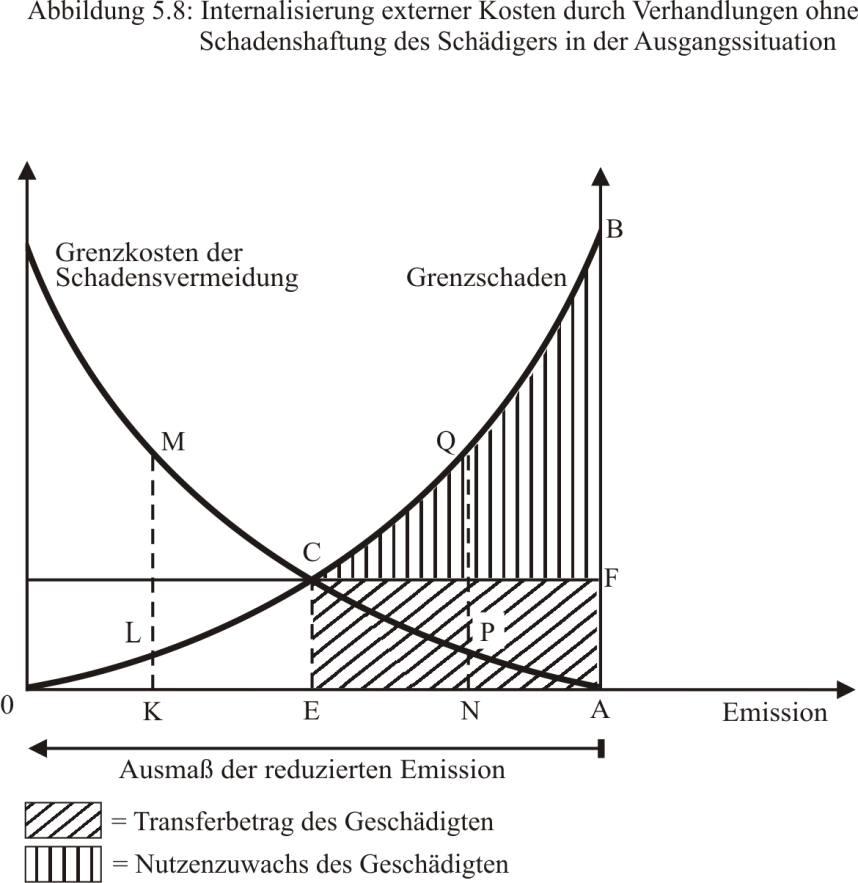 Abbildung 5.8: Internalisierung externer Kosten durch Verhandlungen ohne
Schadenshaftung des Schädigers in der Ausgangssituation
B
Grenzkosten der
Schadensvermeidung
Grenzschaden
M
Q
C
F
L
P
0
K
E
N
A
Emission
Ausmaß der reduzierten Emission
= Transferbetrag des Geschädigten
= Nutzenzuwachs des Geschädigten